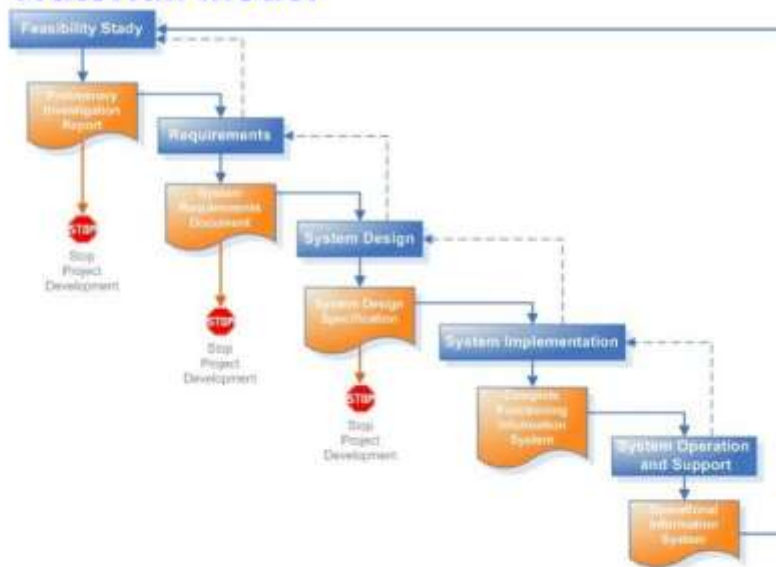 Feasibility Stady
Preliminary
Investigation
Report
Requirements
STOP
Stop
Project
Development
System
Requirements
Document
System Design
STOP
Stop
Project
Development
System Design
Specification
System Implementation
STOP
Stop
Project
Development
Complete
Functioning
Information
System
System Operation
and Support
Operational
Information
System